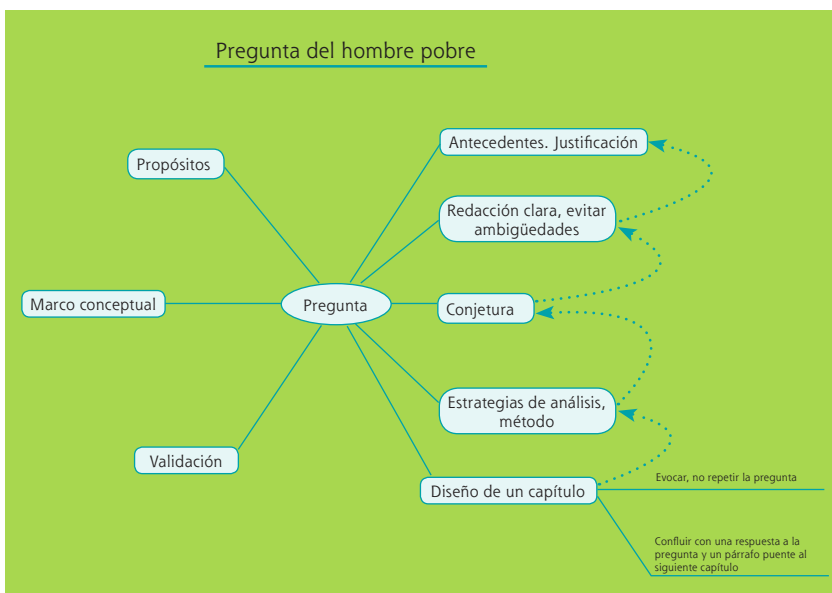 Pregunta del hombre pobre
Propósitos
Marco conceptual
Validación
Pregunta
Antecedentes. Justificación
Redacción clara, evitar
ambigüedades
Conjetura
Estrategias de análisis,
método
Diseño de un capítulo
Evocar, no repetir la pregunta
Confluir con una respuesta a la
pregunta y un párrafo puente al
siguiente capítulo